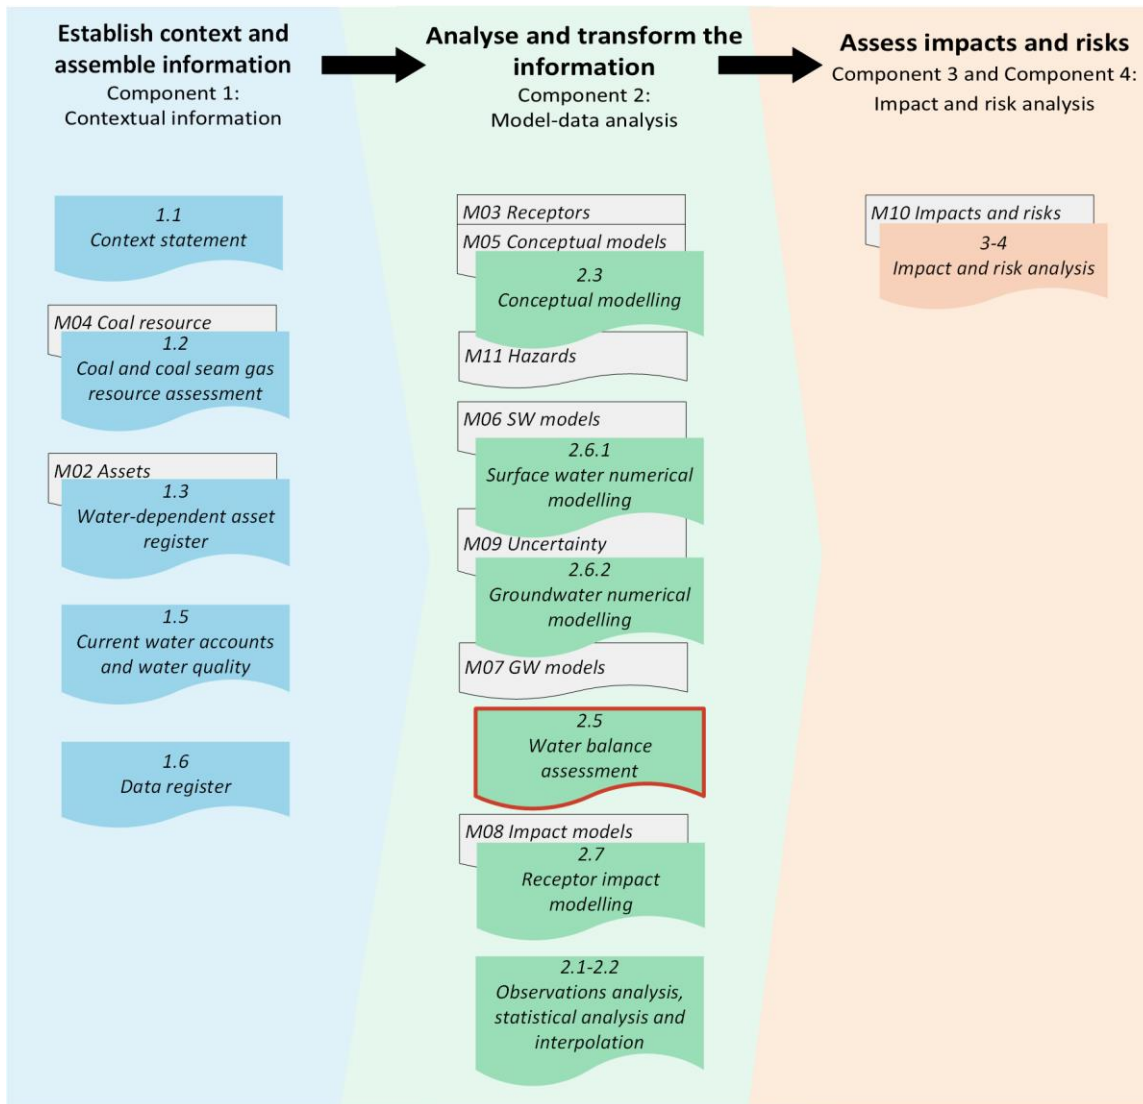 Establish context and
assemble information
Component 1:
Contextual information
Analyse and transform the
information
Component 2:
Model-data analysis
Assess impacts and risks
Component 3 and Component 4:
Impact and risk analysis
1.1
Context statement
M04 Coal resource
1.2
Coal and coal seam gas
resource assessment
M02 Assets
1.3
Water-dependent asset
register
1.5
Current water accounts
and water quality
1.6
Data register
M03 Receptors
M05 Conceptual models
2.3
Conceptual modelling
M11 Hazards
M06 SW models
2.6.1
Surface water numerical
modelling
M09 Uncertainty
2.6.2
Groundwater numerical
modelling
M07 GW models
2.5
Water balance
assessment
M08 Impact models
2.7
Receptor impact
modelling
2.1-2.2
Observations analysis,
statistical analysis and
interpolation
M10 Impacts and risks
3-4
Impact and risk analysis